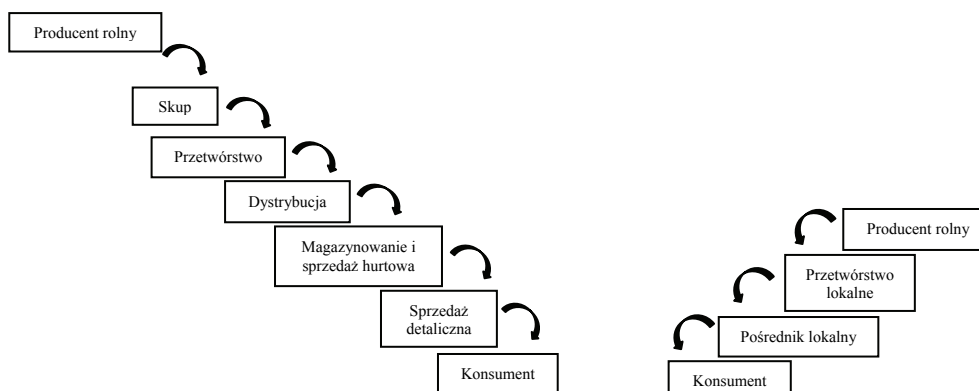 Producent rolny
Skup
Przetwórstwo
Dystrybucja
Magazynowanie i
sprzedaż hurtowa
Sprzedaż
detaliczna
Konsument
Producent rolny
Przetwórstwo
lokalne
Pośrednik lokalny
Konsument